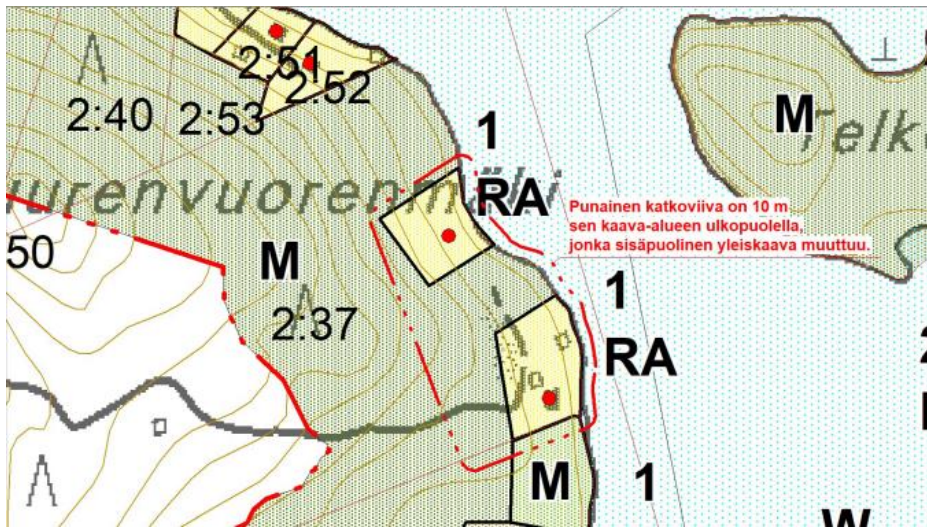 2:51
2:52
2:40
2:53
1
M
RA
Punainen katkoviiva on 10 m
sen kaava-alueen ulkopuolella,
jonka sisäpuolinen yleiskaava muuttuu.
50
M
1
2:37
RA
M
1
W